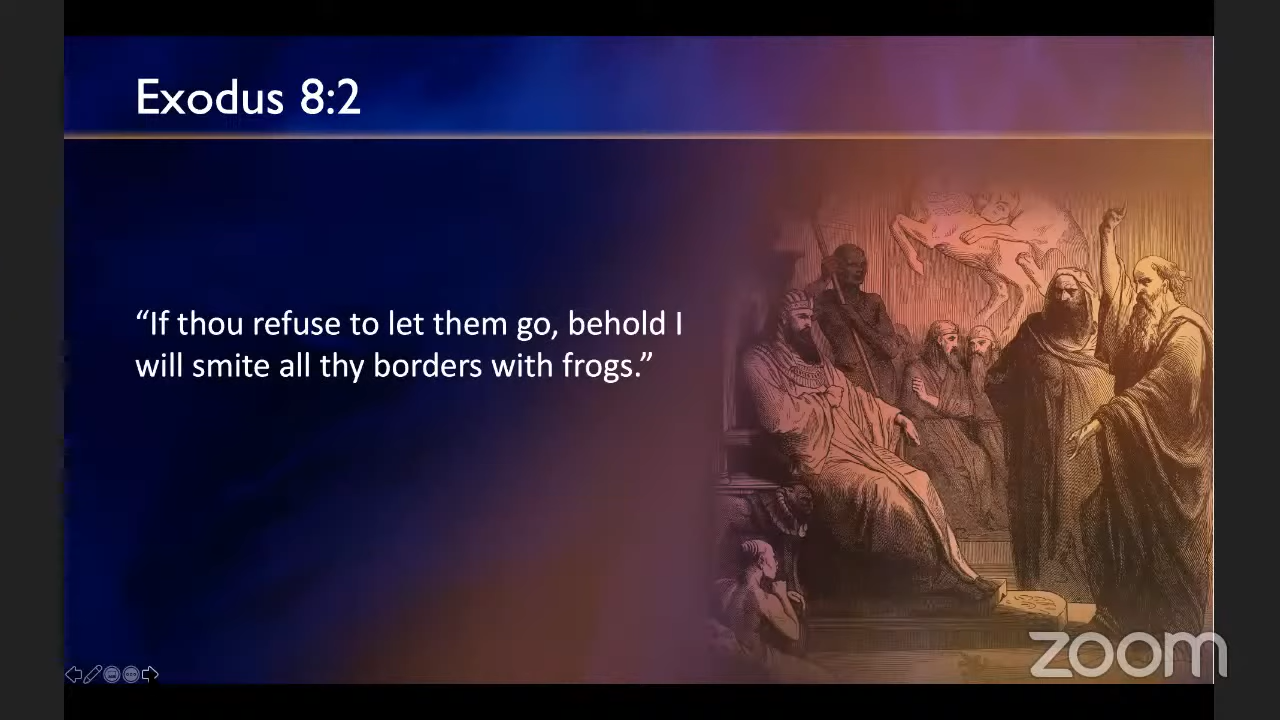 Exodus 8:2
“If thou refuse to let them go, behold I
will smite all thy borders with frogs.”
zoom